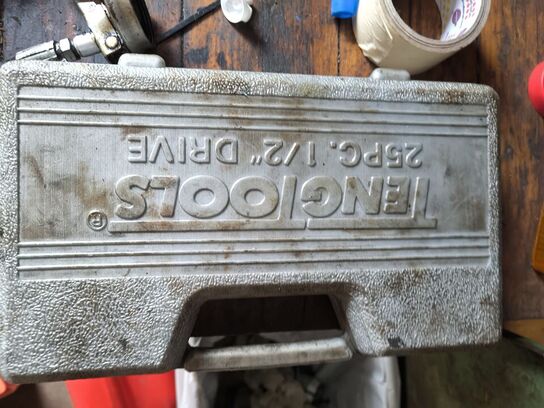 TENGTOOLS®
25PC. 1/2" DRIVE